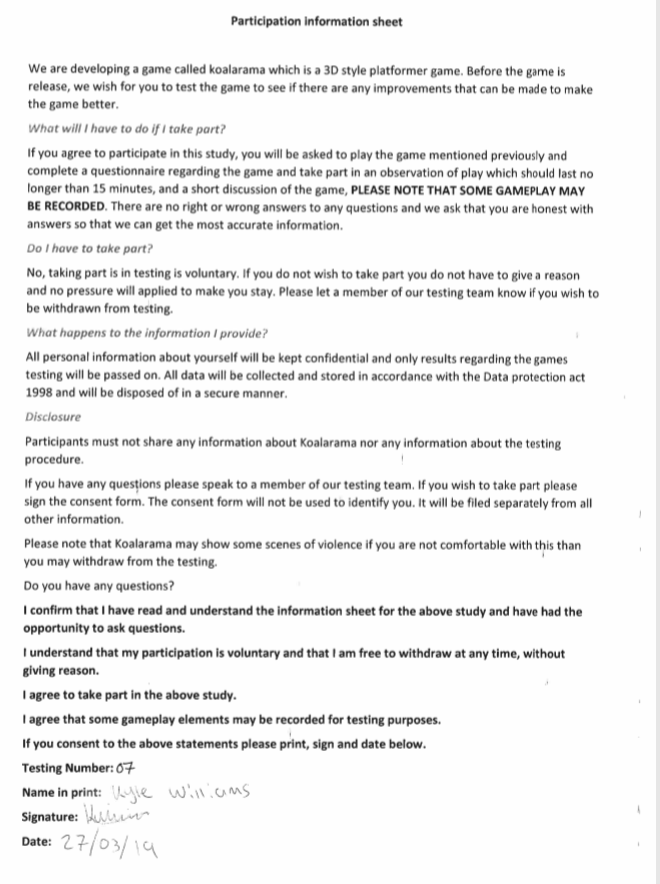 Participation information sheet
We are developing a game called koalarama which is a 3D style platformer game. Before the game is
release, we wish for you to test the game to see if there are any improvements that can be made to make
the game better.
What will I have to do if I take part?
If you agree to participate in this study, you will be asked to play the game mentioned previously and
complete a questionnaire regarding the game and take part in an observation of play which should last no
longer than 15 minutes, and a short discussion of the game, PLEASE NOTE THAT SOME GAMEPLAY MAY
BE RECORDED. There are no right or wrong answers to any questions and we ask that you are honest with
answers so that we can get the most accurate information.
Do I have to take part?
No, taking part is in testing is voluntary. If you do not wish to take part you do not have to give a reason
and no pressure will applied to make you stay. Please let a member of our testing team know if you wish to
be withdrawn from testing.
What happens to the information I provide?
All personal information about yourself will be kept confidential and only results regarding the games
testing will be passed on. All data will be collected and stored in accordance with the Data protection act
1998 and will be disposed of in a secure manner.
Disclosure
Participants must not share any information about Koalarama nor any information about the testing
procedure.
If you have any questions please speak to a member of our testing team. If you wish to take part please
sign the consent form. The consent form will not be used to identify you. It will be filed separately from all
other information.
Please note that Koalarama may show some scenes of violence if you are not comfortable with this than
you may withdraw from the testing.
Do you have any questions?
I confirm that I have read and understand the information sheet for the above study and have had the
opportunity to ask questions.
I understand that my participation is voluntary and that I am free to withdraw at any time, without
giving reason.
I agree to take part in the above study.
I agree that some gameplay elements may be recorded for testing purposes.
If you consent to the above statements please print, sign and date below.
Testing Number: 07
Name in print: Kyle Williams
Signature:
Date: 27/03/19